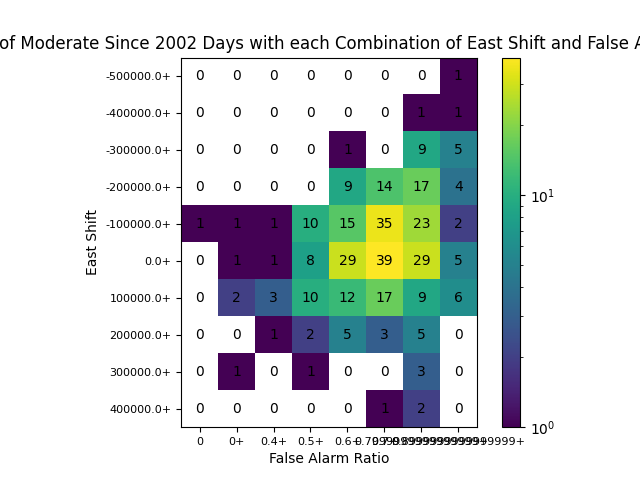 of Moderate Since 2002 Days with each Combination of East Shift and False A
-500000.0+ 0 0 0 0 0 0 0 1
-400000.0+ 0 0 0 0 0 0 1 1
-300000.0+ 0 0 0 0 1 0 9 5
-200000.0+ 0 0 0 0 9 14 17 4
-100000.0+ 1 1 1 10 15 35 23 2
0.0+ 0 1 1 8 29 39 29 5
100000.0+ 0 2 3 10 12 17 9 6
200000.0+ 0 0 1 2 5 3 5 0
300000.0+ 0 1 0 1 0 0 3 0
400000.0+ 0 0 0 0 0 1 2 0
0 0+ 0.4+ 0.5+ 0.6+
False Alarm Ratio
East Shift
10¹
10⁰